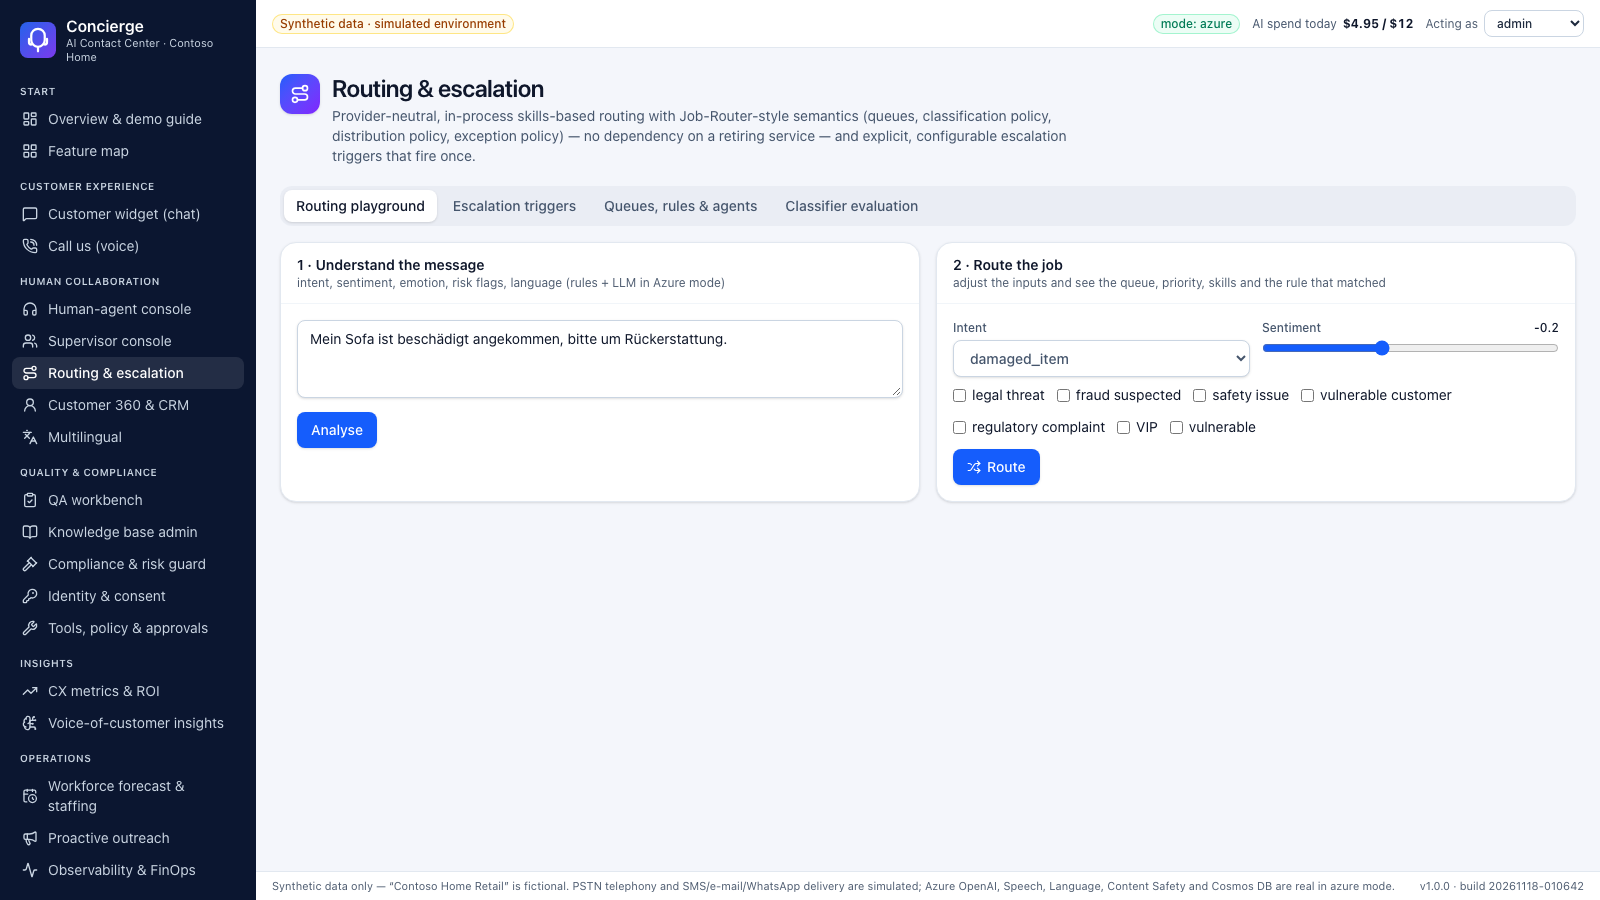 Concierge
AI Contact Center · Contoso
Home
START
Overview & demo guide
Feature map
CUSTOMER EXPERIENCE
Customer widget (chat)
Call us (voice)
HUMAN COLLABORATION
Human-agent console
Supervisor console
Routing & escalation
Customer 360 & CRM
Multilingual
QUALITY & COMPLIANCE
QA workbench
Knowledge base admin
Compliance & risk guard
Identity & consent
Tools, policy & approvals
INSIGHTS
CX metrics & ROI
Voice-of-customer insights
OPERATIONS
Workforce forecast &
staffing
Proactive outreach
Observability & FinOps
Synthetic data · simulated environment
mode: azure
AI spend today $4.95 / $12
Acting as
admin
Routing & escalation
Provider-neutral, in-process skills-based routing with Job-Router-style semantics (queues, classification policy,
distribution policy, exception policy) — no dependency on a retiring service — and explicit, configurable escalation
triggers that fire once.
Routing playground
Escalation triggers
Queues, rules & agents
Classifier evaluation
1 · Understand the message
intent, sentiment, emotion, risk flags, language (rules + LLM in Azure mode)
Mein Sofa ist beschädigt angekommen, bitte um Rückerstattung.
Analyse
2 · Route the job
adjust the inputs and see the queue, priority, skills and the rule that matched
Intent
damaged_item
Sentiment
-0.2
legal threat
fraud suspected
safety issue
vulnerable customer
regulatory complaint
VIP
vulnerable
Route
Synthetic data only — “Contoso Home Retail” is fictional. PSTN telephony and SMS/e-mail/WhatsApp delivery are simulated; Azure OpenAI, Speech, Language, Content Safety and Cosmos DB are real in azure mode.
v1.0.0 · build 20261118-010642